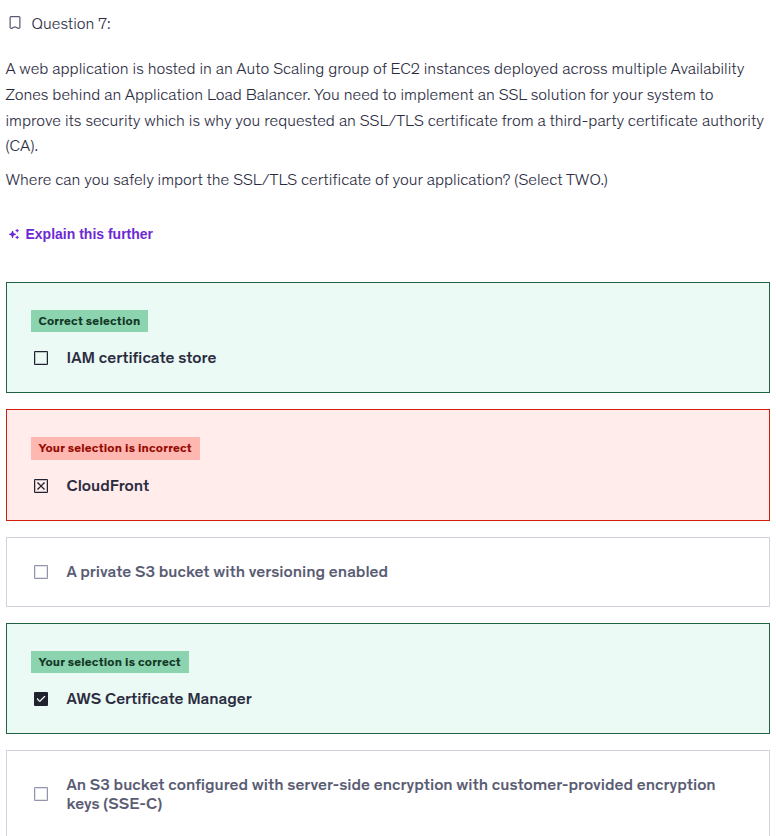 Question 7:
A web application is hosted in an Auto Scaling group of EC2 instances deployed across multiple Availability
Zones behind an Application Load Balancer. You need to implement an SSL solution for your system to
improve its security which is why you requested an SSL/TLS certificate from a third-party certificate authority
(CA).
Where can you safely import the SSL/TLS certificate of your application? (Select TWO.)
Explain this further
Correct selection
IAM certificate store
Your selection is incorrect
CloudFront
A private S3 bucket with versioning enabled
Your selection is correct
AWS Certificate Manager
An S3 bucket configured with server-side encryption with customer-provided encryption
keys (SSE-C)